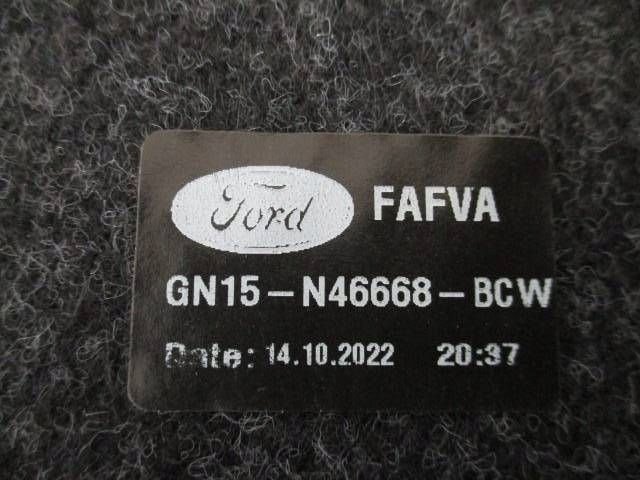 Ford FAFVA
GN15-N46668-BCW
Date: 14.10.2022 20:37